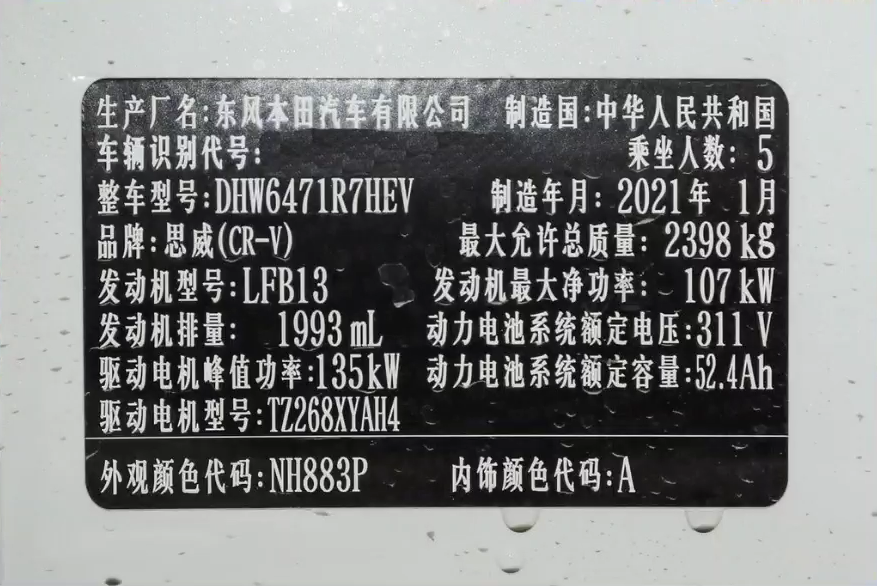 生产厂名:东风本田汽车有限公司 制造国:中华人民共和国
车辆识别代号: 乘坐人数: 5
整车型号:DHW6471R7HEV 制造年月: 2021年 1月
品牌:思威(CR-V) 最大允许总质量: 2398 kg
发动机型号:LFB13 发动机最大净功率: 107 kW
发动机排量: 1993 mL 动力电池系统额定电压:311 V
驱动电机峰值功率:135kW 动力电池系统额定容量:52.4Ah
驱动电机型号:TZ268XYAH4
外观颜色代码:NH883P 内饰颜色代码:A